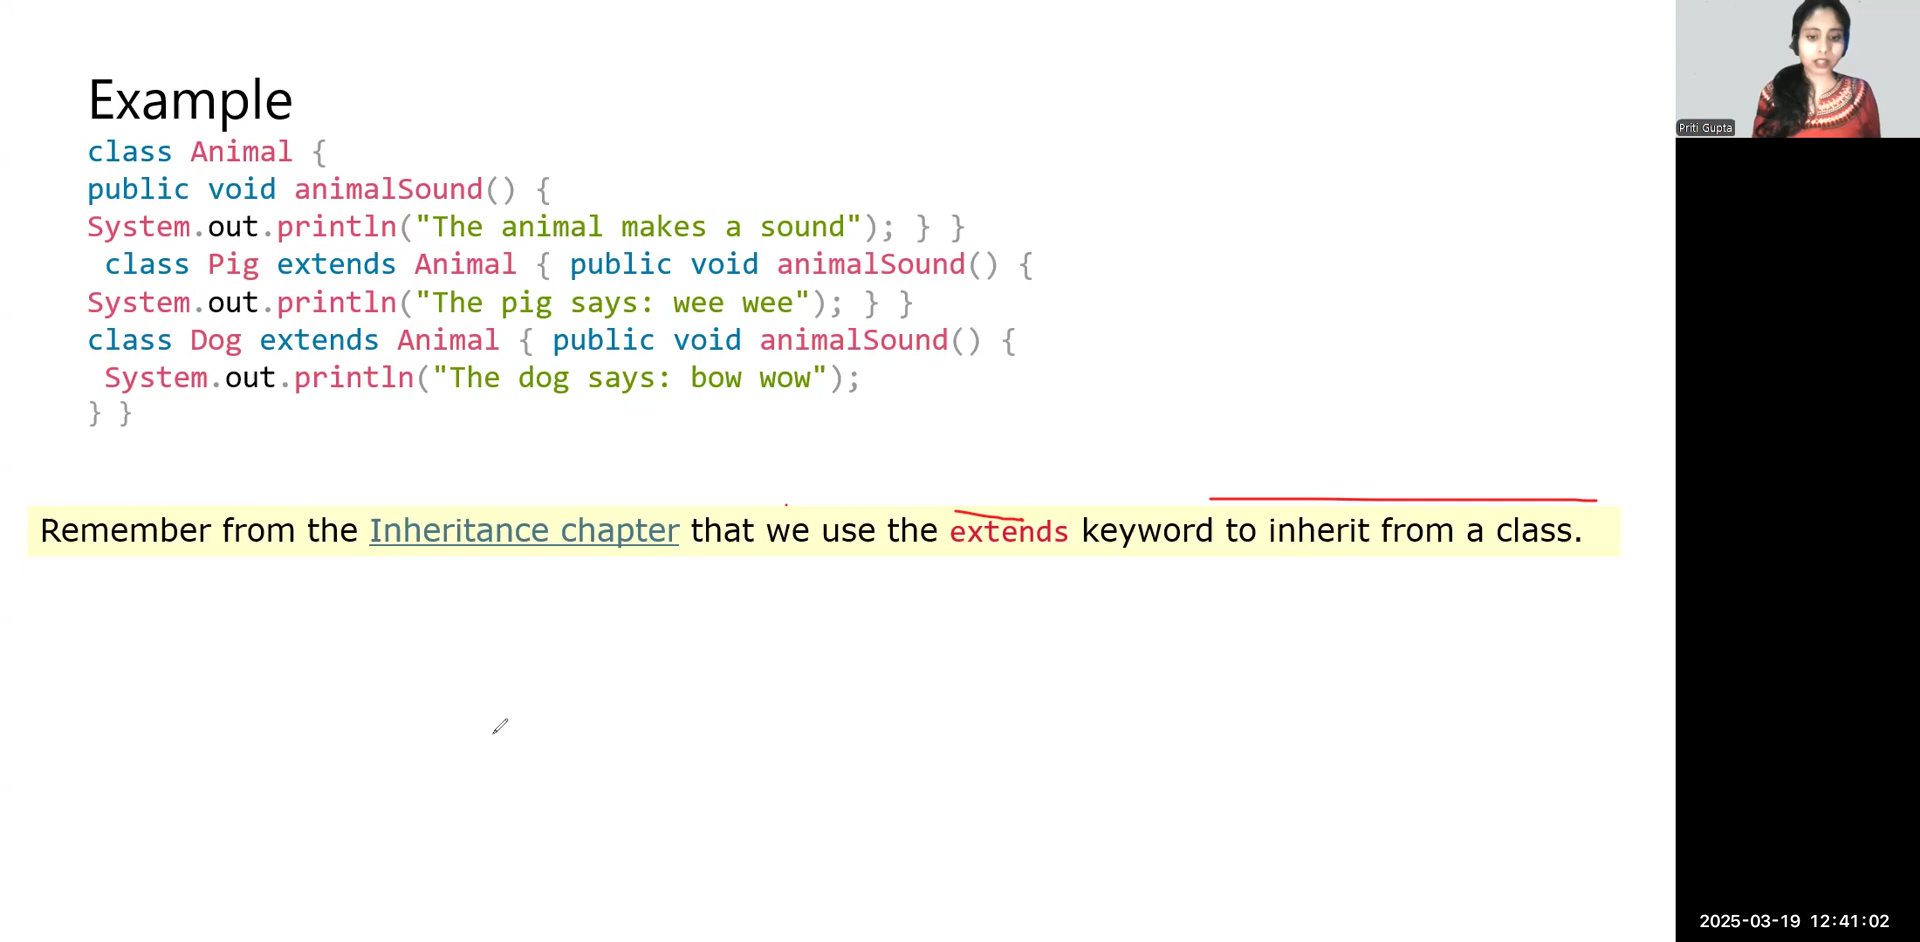 Example
class Animal {
public void animalSound() {
System.out.println("The animal makes a sound"); } }
class Pig extends Animal { public void animalSound() {
System.out.println("The pig says: wee wee"); } }
class Dog extends Animal { public void animalSound() {
System.out.println("The dog says: bow wow");
} }
Remember from the Inheritance chapter that we use the extends keyword to inherit from a class.
Priti Gupta
2025-03-19 12:41:02